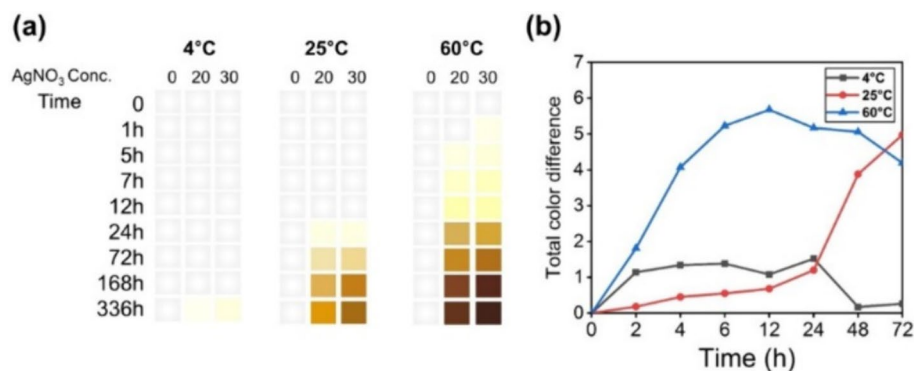 (a)
4°C 25°C 60°C
AgNO3 Conc. 0 20 30 0 20 30 0 20 30
Time 0
1h
5h
7h
12h
24h
72h
168h
336h
(b)
7
6
5
4
3
2
1
0
Total color difference
4°C
25°C
60°C
0 2 4 6 12 24 48 72
Time (h)